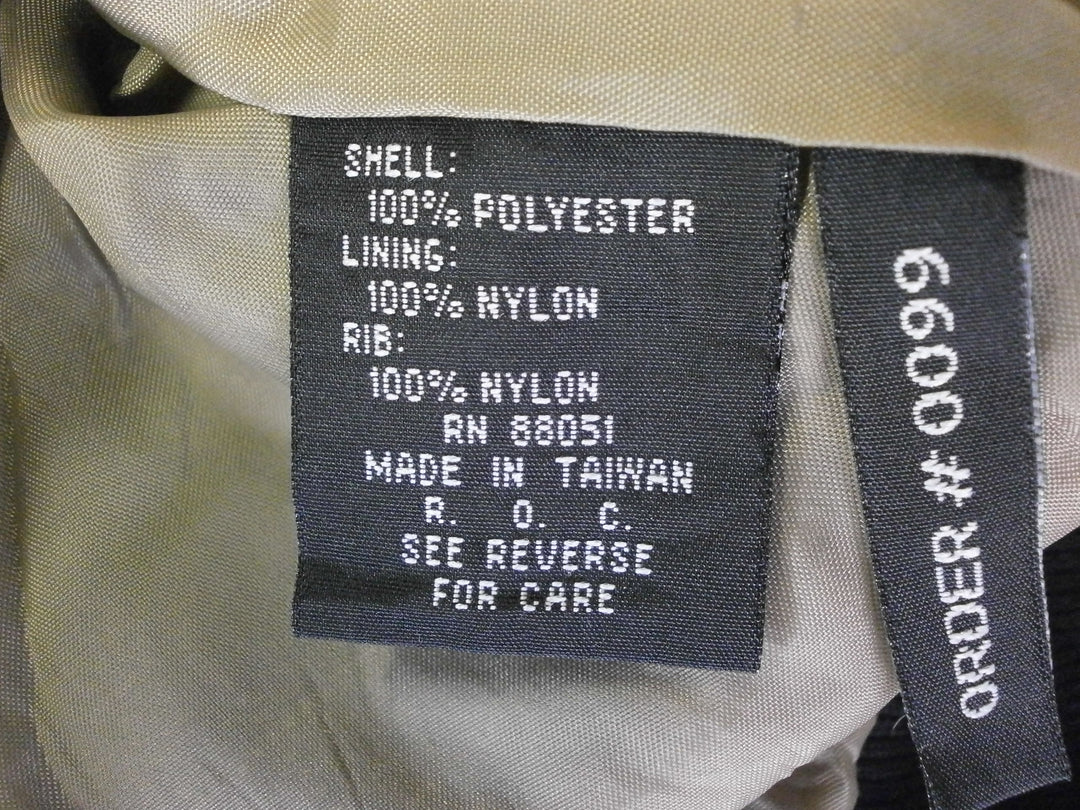 SHELL:
100% POLYESTER
LINING:
100% NYLON
RIB:
100% NYLON
RN 88051
MADE IN TAIWAN
R. O. C.
SEE REVERSE
FOR CARE
ORDER # 0099